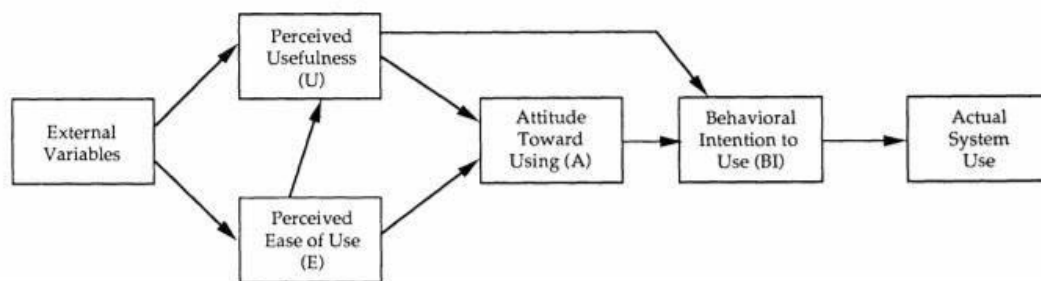 External
Variables
Perceived
Usefulness
(U)
Perceived
Ease of Use
(E)
Attitude
Toward
Using (A)
Behavioral
Intention to
Use (BI)
Actual
System
Use